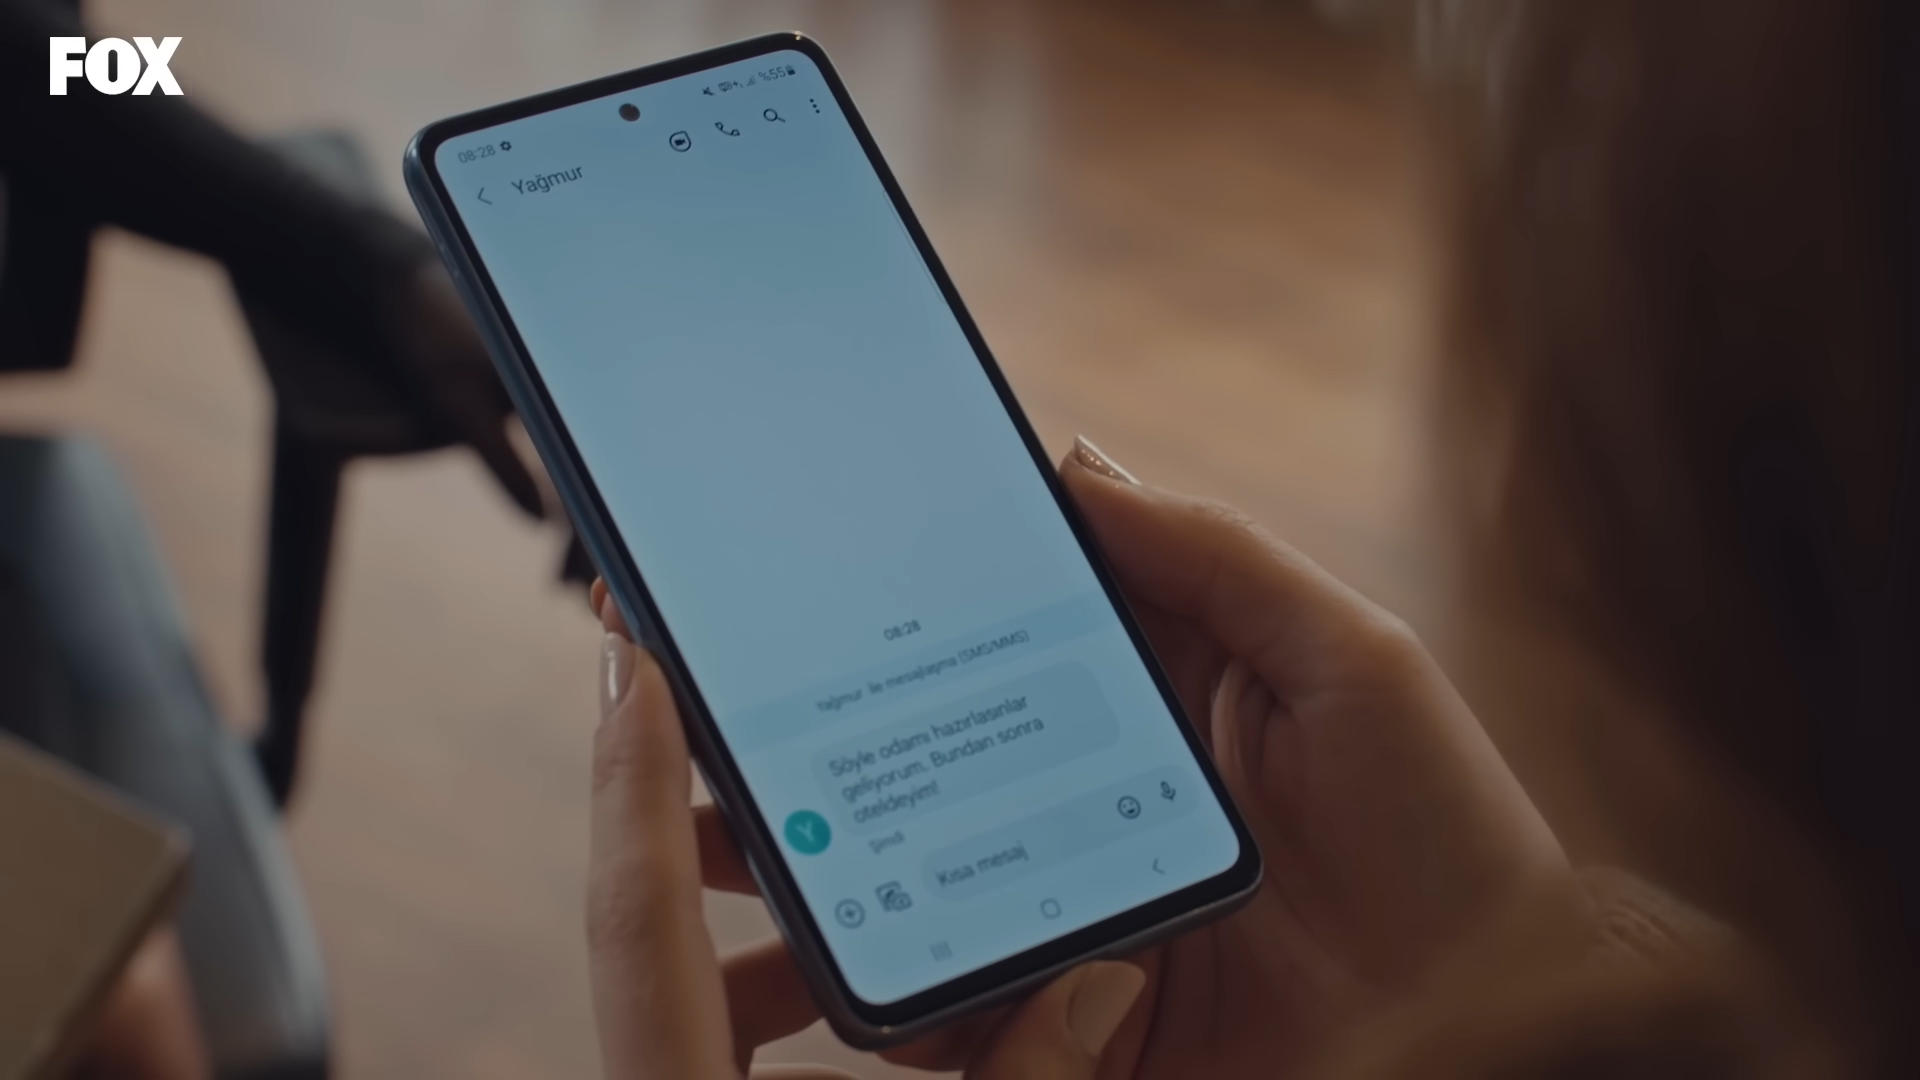 FOX
%55
08:28
Yağmur
08:28
Yağmur ile mesajlaşma (SMS/MMS)
Söyle odamı hazırlasınlar
geliyorum. Bundan sonra
oteldeyim!
Y
Şimdi
Kısa mesaj